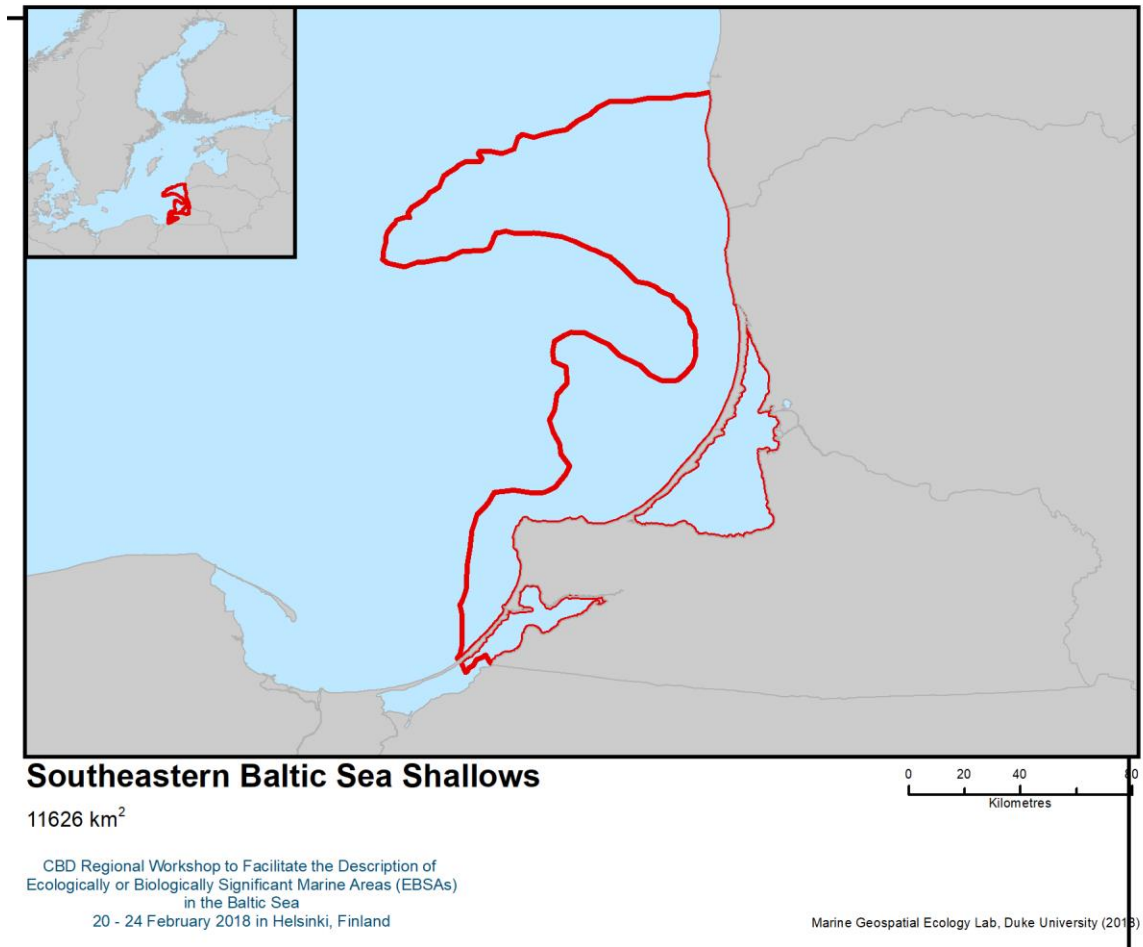 Southeastern Baltic Sea Shallows
11626 km²
0 20 40 80
Kilometres
CBD Regional Workshop to Facilitate the Description of
Ecologically or Biologically Significant Marine Areas (EBSAs)
in the Baltic Sea
20 - 24 February 2018 in Helsinki, Finland
Marine Geospatial Ecology Lab, Duke University (2018)